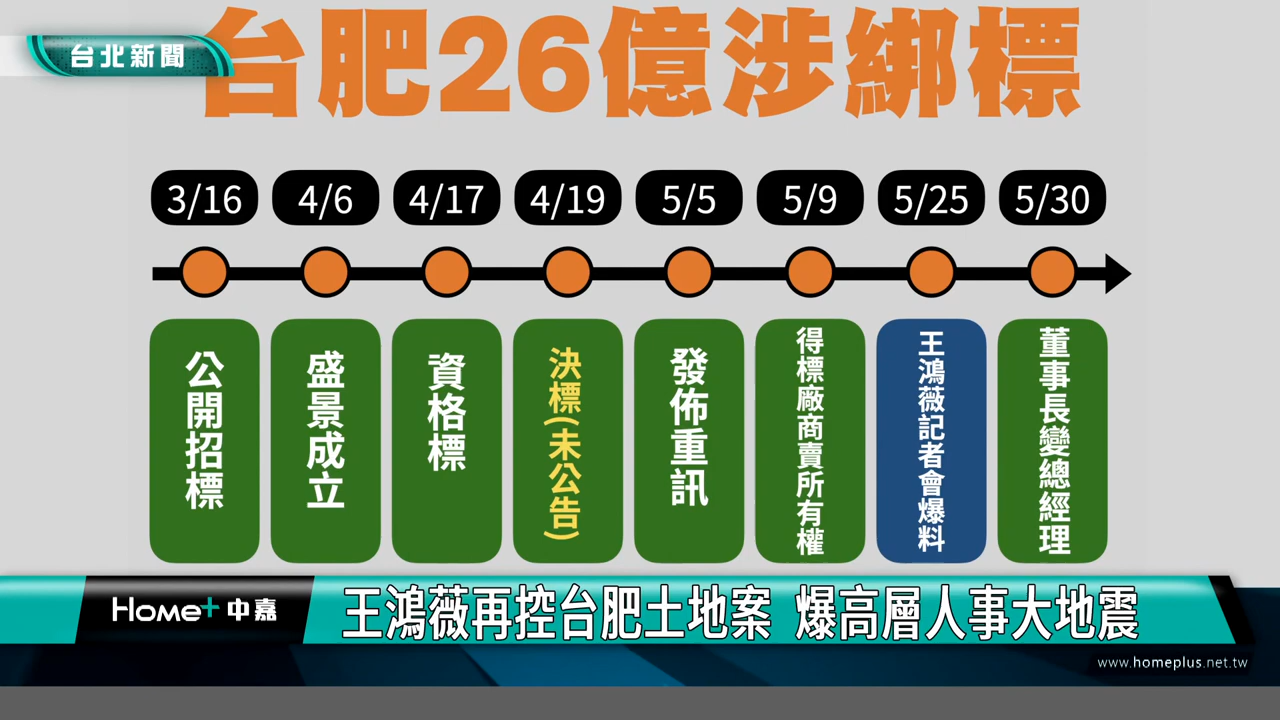 台北新聞
台肥26億涉綁標
3/16
4/6
4/17
4/19
5/5
5/9
5/25
5/30
公開招標
盛景成立
資格標
決標(未公告)
發佈重訊
得標廠商賣所有權
王鴻薇記者會爆料
董事長變總經理
Home+中嘉
王鴻薇再控台肥土地案 爆高層人事大地震
www.homeplus.net.tw